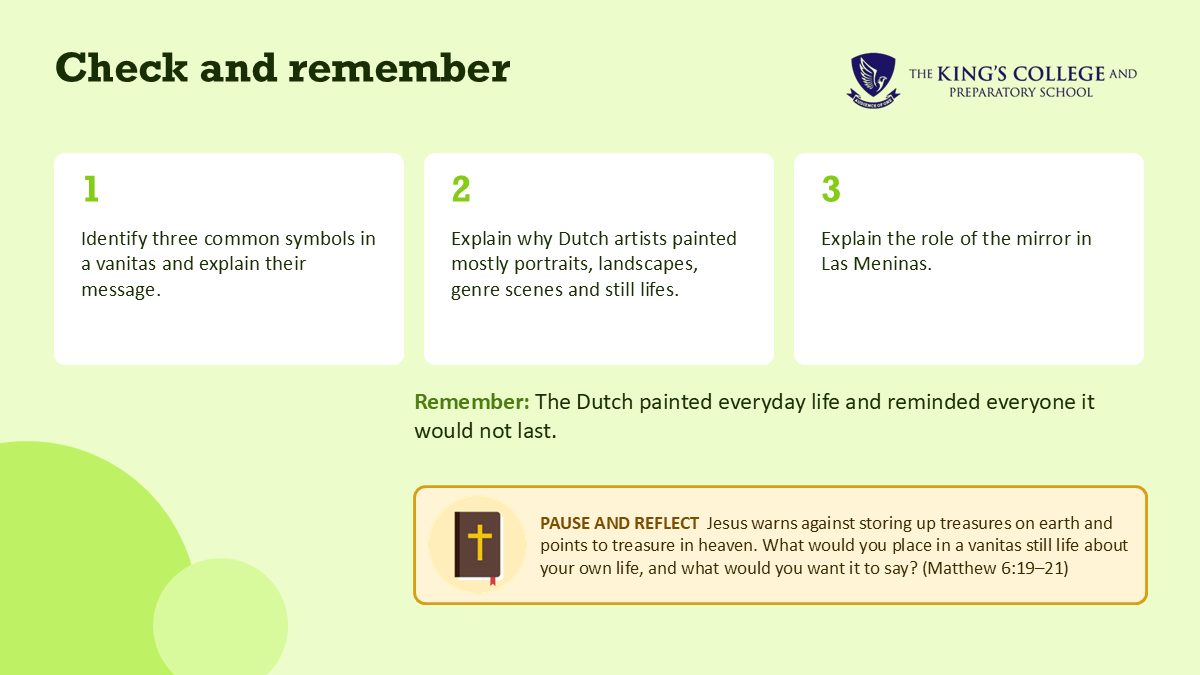 Check and remember
THE KING'S COLLEGE AND
PREPARATORY SCHOOL
AUDIENCE OF ONE
1
Identify three common symbols in
a vanitas and explain their
message.
2
Explain why Dutch artists painted
mostly portraits, landscapes,
genre scenes and still lifes.
3
Explain the role of the mirror in
Las Meninas.
Remember: The Dutch painted everyday life and reminded everyone it
would not last.
PAUSE AND REFLECT Jesus warns against storing up treasures on earth and
points to treasure in heaven. What would you place in a vanitas still life about
your own life, and what would you want it to say? (Matthew 6:19–21)